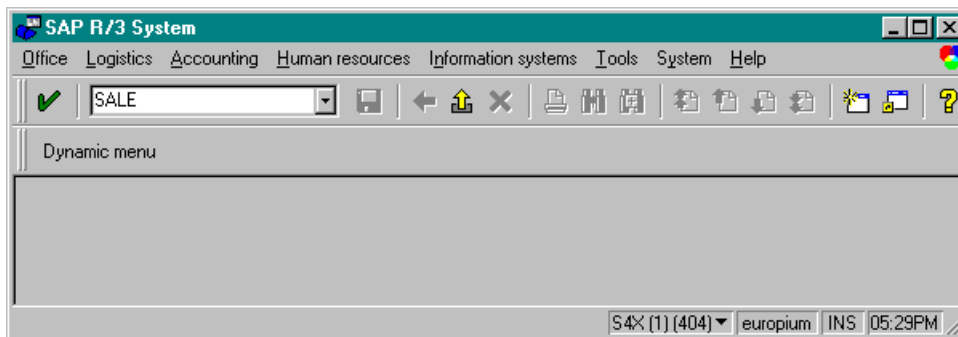 SAP R/3 System
Office Logistics Accounting Human resources Information systems Tools System Help
SALE
Dynamic menu
S4X (1) (404) europium INS 05:29PM